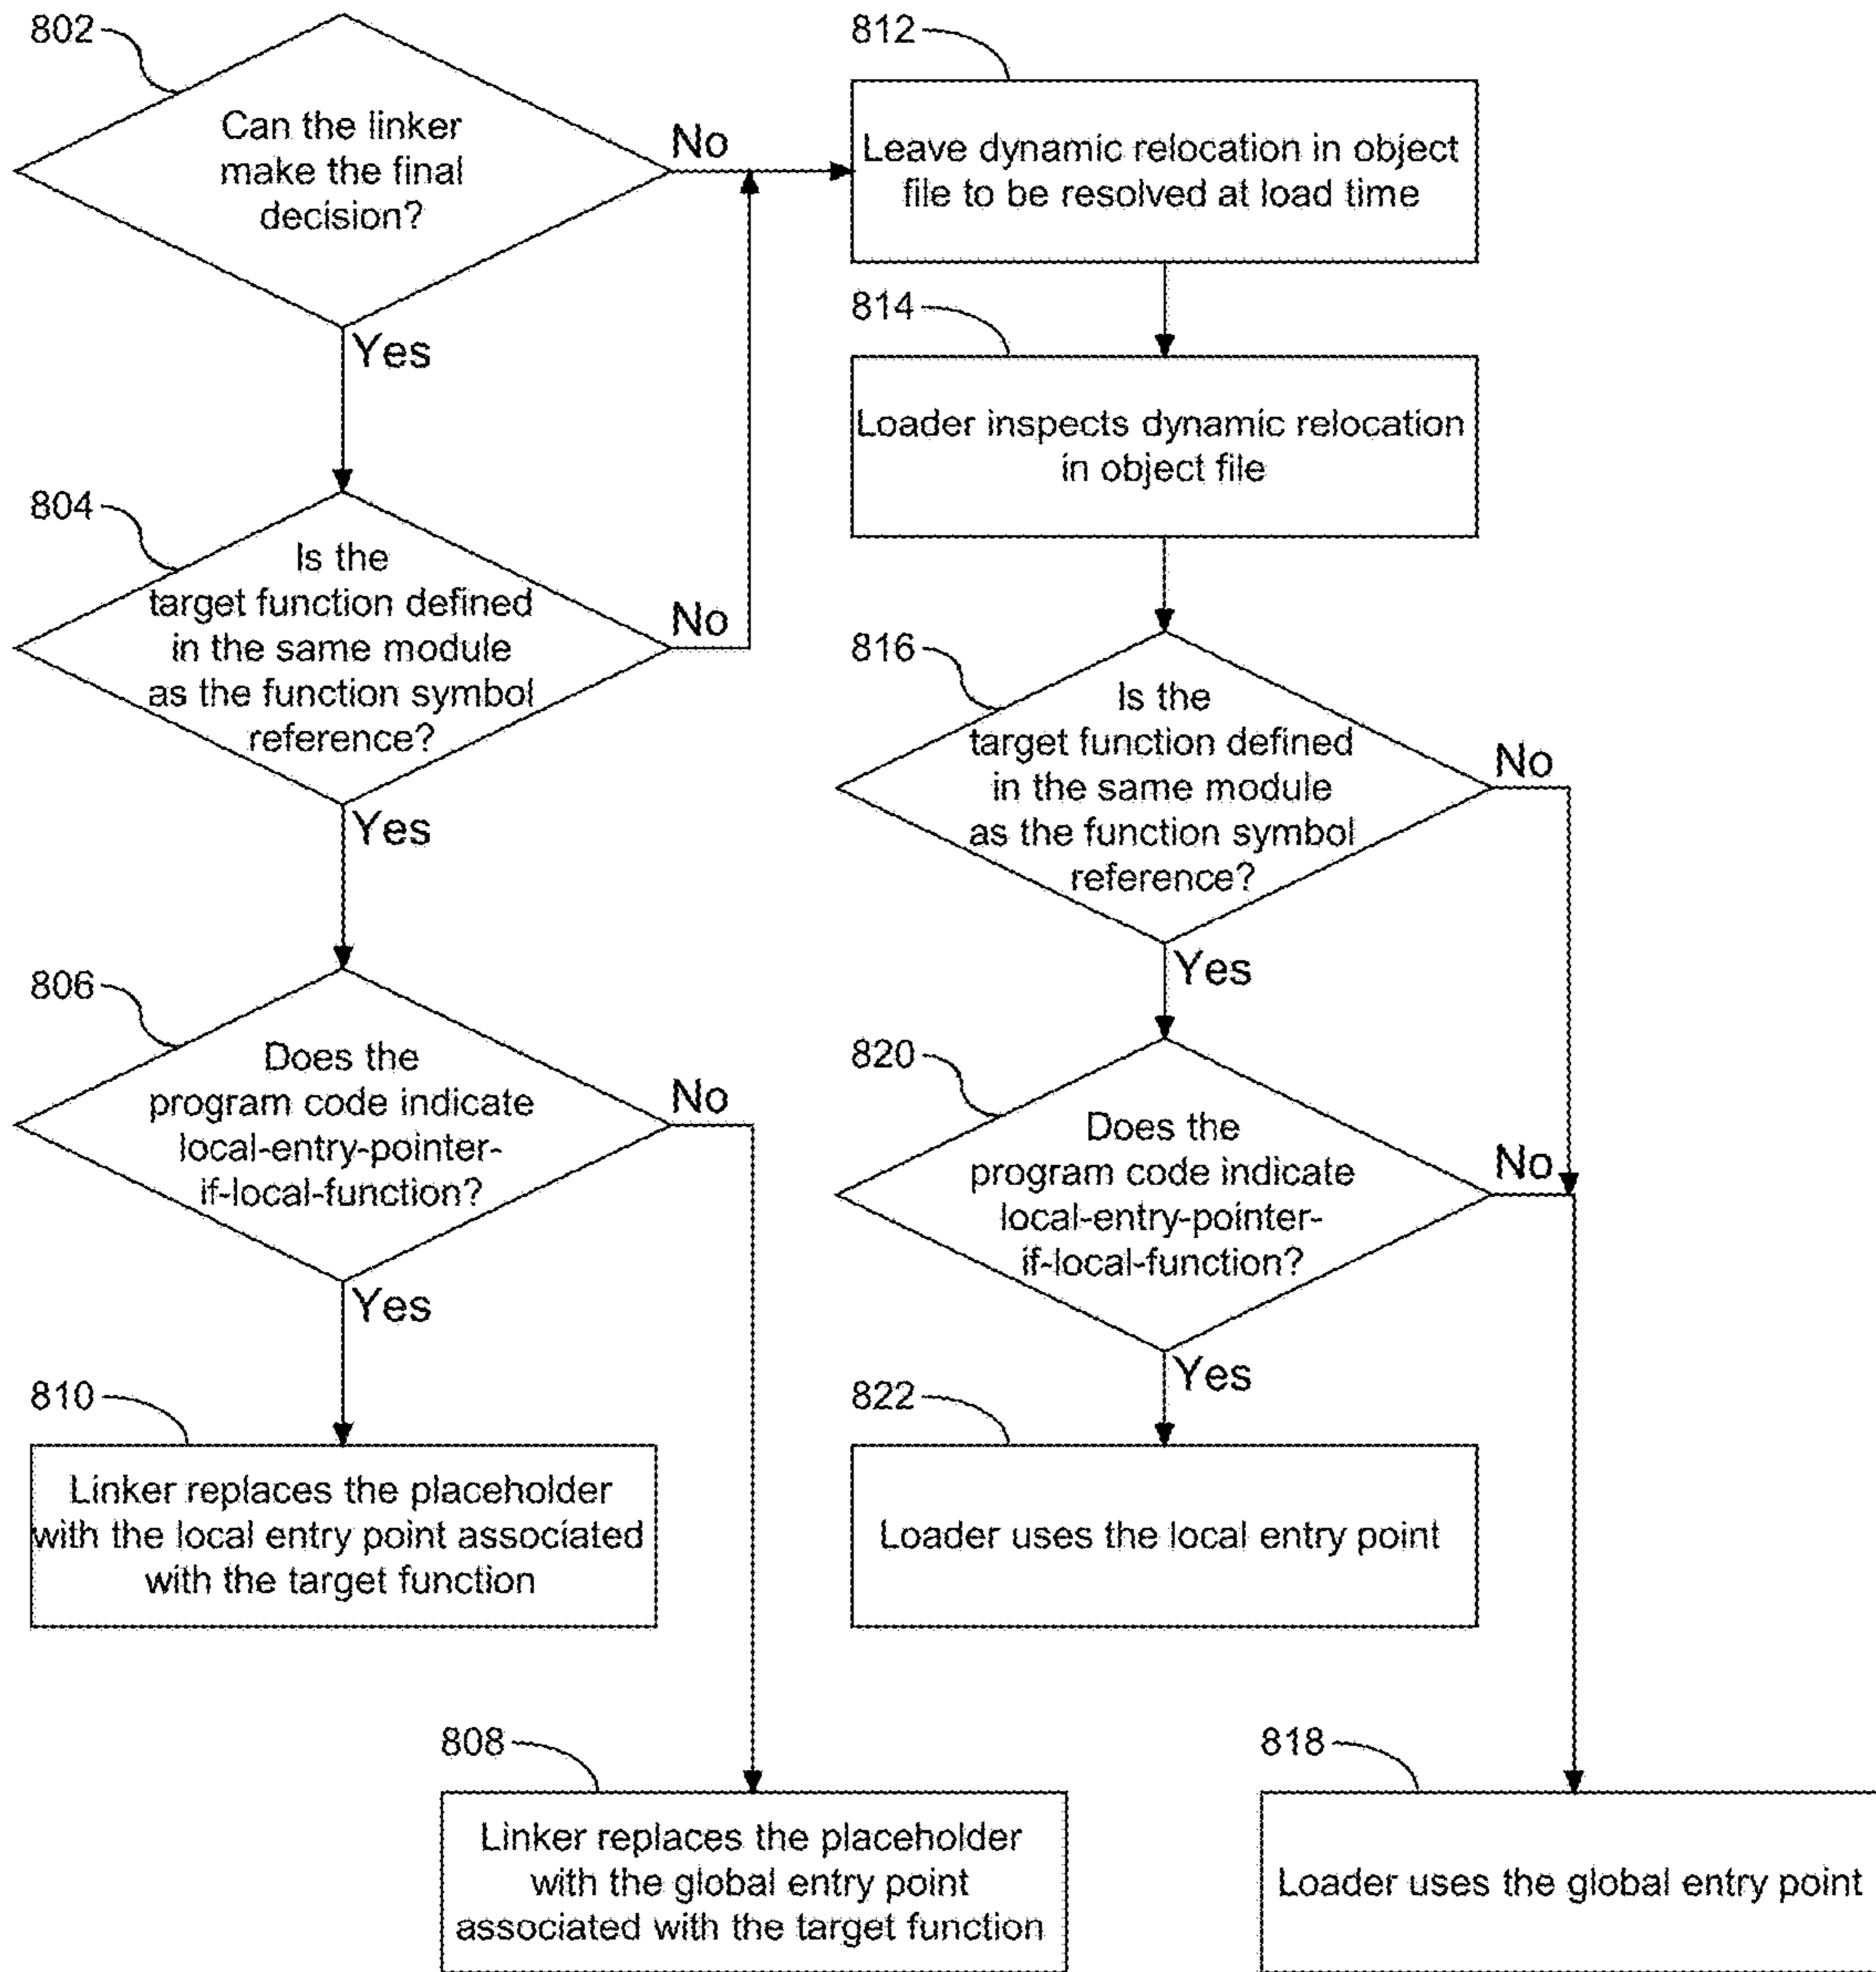 802
Can the linker
make the final
decision?
No
Yes
804
Is the
target function defined
in the same module
as the function symbol
reference?
No
Yes
806
Does the
program code indicate
local-entry-pointer-
if-local-function?
No
Yes
810
Linker replaces the placeholder
with the local entry point associated
with the target function
808
Linker replaces the placeholder
with the global entry point
associated with the target function
812
Leave dynamic relocation in object
file to be resolved at load time
814
Loader inspects dynamic relocation
in object file
816
Is the
target function defined
in the same module
as the function symbol
reference?
No
Yes
820
Does the
program code indicate
local-entry-pointer-
if-local-function?
No
Yes
822
Loader uses the local entry point
818
Loader uses the global entry point